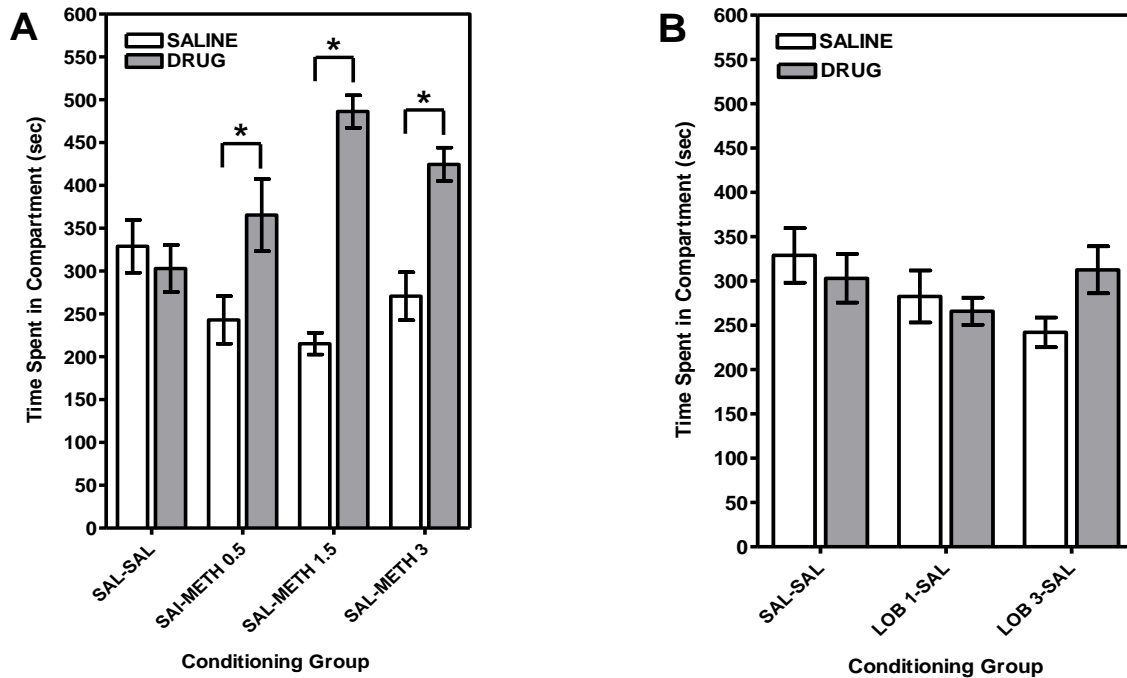 A
Time Spent in Compartment (sec)
600
550
500
450
400
350
300
250
200
150
100
50
0
SALINE
DRUG
*
*
*
SAL-SAL
SAl-METH 0.5
SAL-METH 1.5
SAL-METH 3
Conditioning Group
B
Time Spent in Compartment (sec)
600
550
500
450
400
350
300
250
200
150
100
50
0
SALINE
DRUG
SAL-SAL
LOB 1-SAL
LOB 3-SAL
Conditioning Group